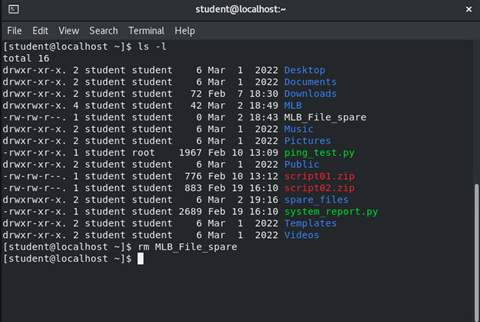 student@localhost:~
File Edit View Search Terminal Help
[student@localhost ~]$ ls -l
total 16
drwxr-xr-x. 2 student student 6 Mar 1 2022 Desktop
drwxr-xr-x. 2 student student 6 Mar 1 2022 Documents
drwxr-xr-x. 2 student student 72 Feb 7 18:30 Downloads
drwxrwxr-x. 4 student student 42 Mar 2 18:49 MLB
-rw-rw-r--. 1 student student 0 Mar 2 18:43 MLB_File_spare
drwxr-xr-x. 2 student student 6 Mar 1 2022 Music
drwxr-xr-x. 2 student student 6 Mar 1 2022 Pictures
-rwxr-xr-x. 1 student root 1967 Feb 10 13:09 ping_test.py
drwxr-xr-x. 2 student student 6 Mar 1 2022 Public
-rw-rw-r--. 1 student student 776 Feb 10 13:12 script01.zip
-rw-rw-r--. 1 student student 883 Feb 19 16:10 script02.zip
drwxrwxr-x. 2 student student 6 Mar 2 19:16 spare_files
-rwxr-xr-x. 1 student student 2689 Feb 19 16:10 system_report.py
drwxr-xr-x. 2 student student 6 Mar 1 2022 Templates
drwxr-xr-x. 2 student student 6 Mar 1 2022 Videos
[student@localhost ~]$ rm MLB_File_spare
[student@localhost ~]$